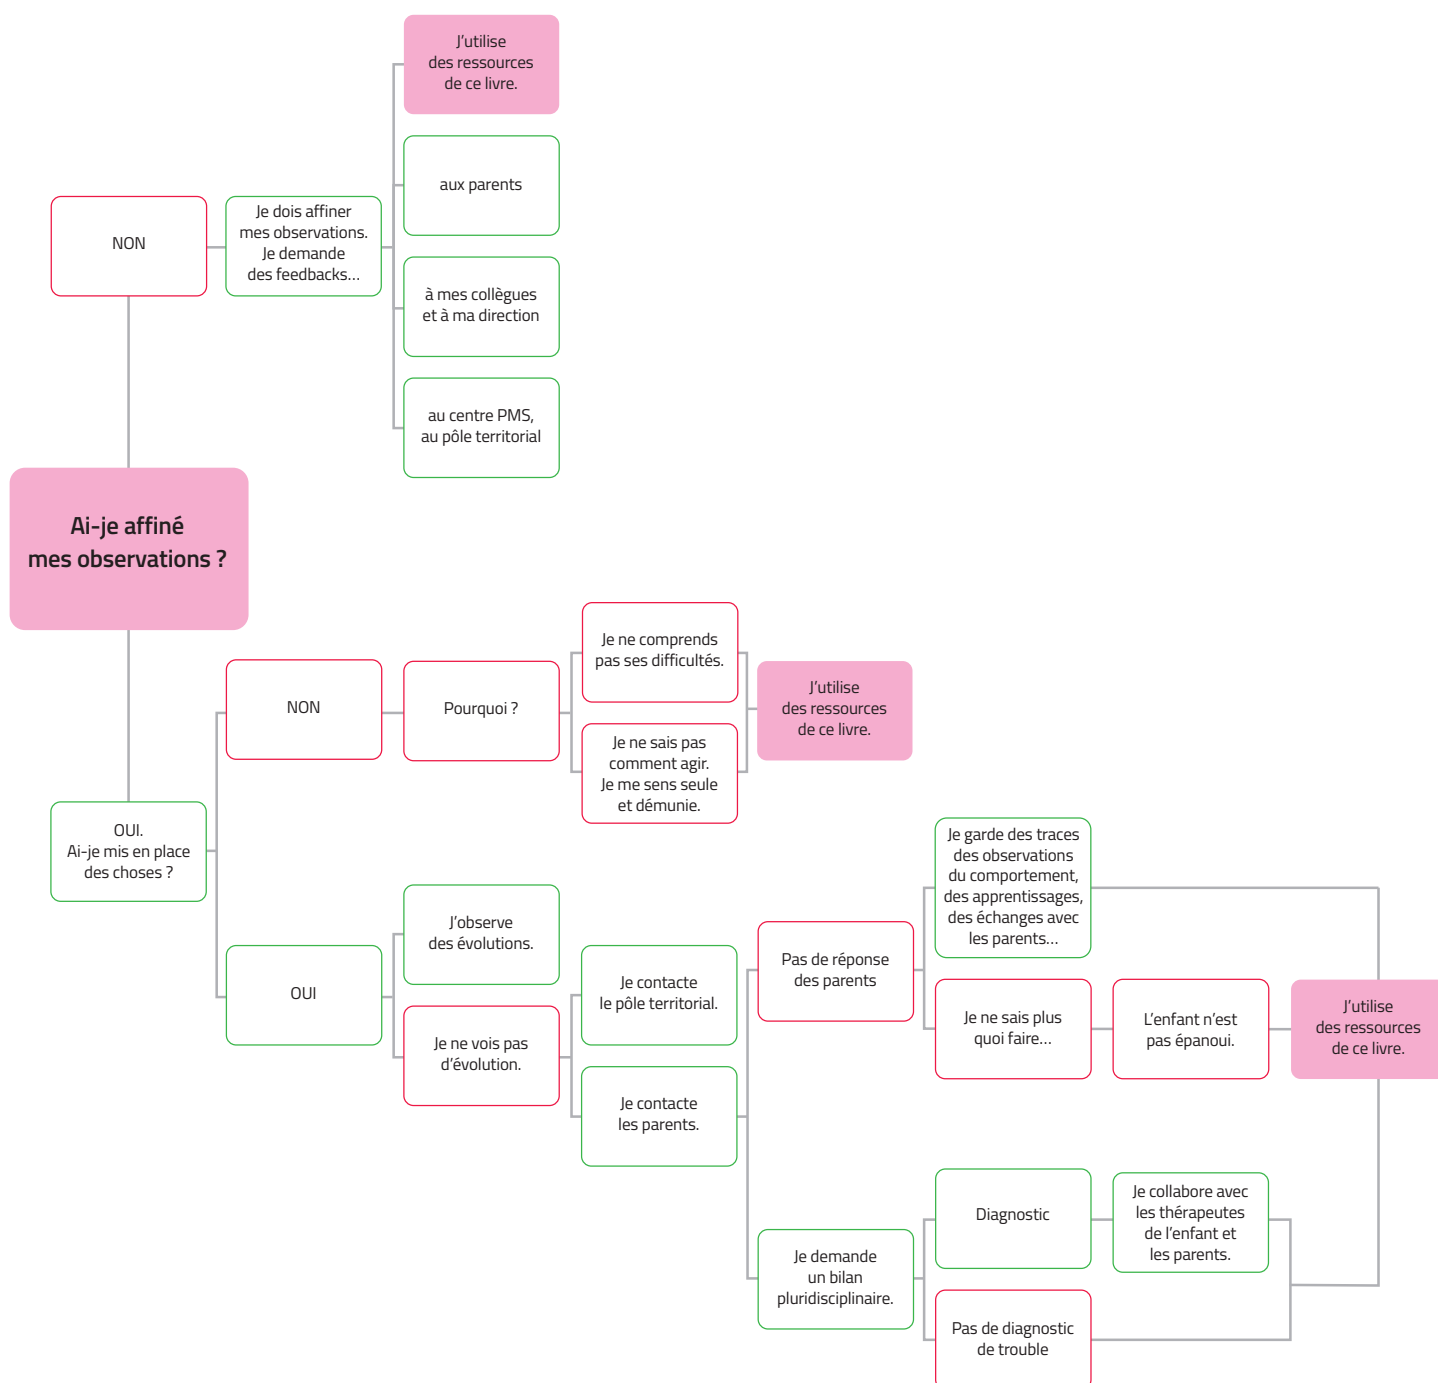 J’utilise
des ressources
de ce livre.
aux parents
NON
Je dois affiner
mes observations.
Je demande
des feedbacks…
à mes collègues
et à ma direction
au centre PMS,
au pôle territorial
Ai-je affiné
mes observations ?
NON
Pourquoi ?
Je ne comprends
pas ses difficultés.
Je ne sais pas
comment agir.
Je me sens seule
et démunie.
J’utilise
des ressources
de ce livre.
OUI.
Ai-je mis en place
des choses ?
OUI
J’observe
des évolutions.
Je ne vois pas
d’évolution.
Je contacte
le pôle territorial.
Je contacte
les parents.
Pas de réponse
des parents
Je garde des traces
des observations
du comportement,
des apprentissages,
des échanges avec
les parents…
Je ne sais plus
quoi faire…
L’enfant n’est
pas épanoui.
J’utilise
des ressources
de ce livre.
Je demande
un bilan
pluridisciplinaire.
Diagnostic
Je collabore avec
les thérapeutes
de l’enfant et
les parents.
Pas de diagnostic
de trouble